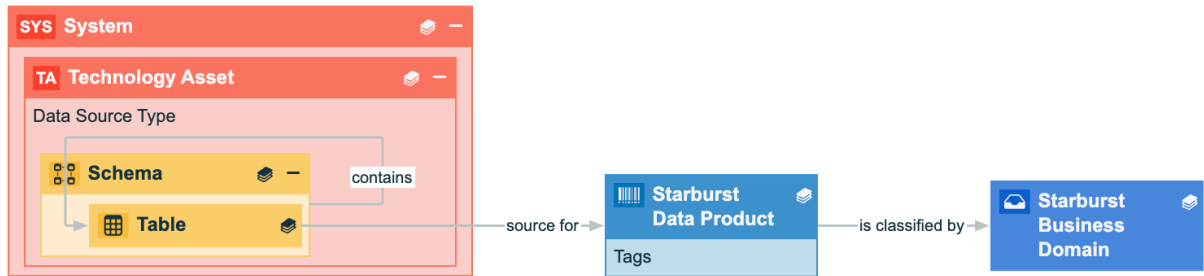 SYS System
TA Technology Asset
Data Source Type
Schema
contains
Table
source for
Starburst
Data Product
Tags
is classified by
Starburst
Business
Domain